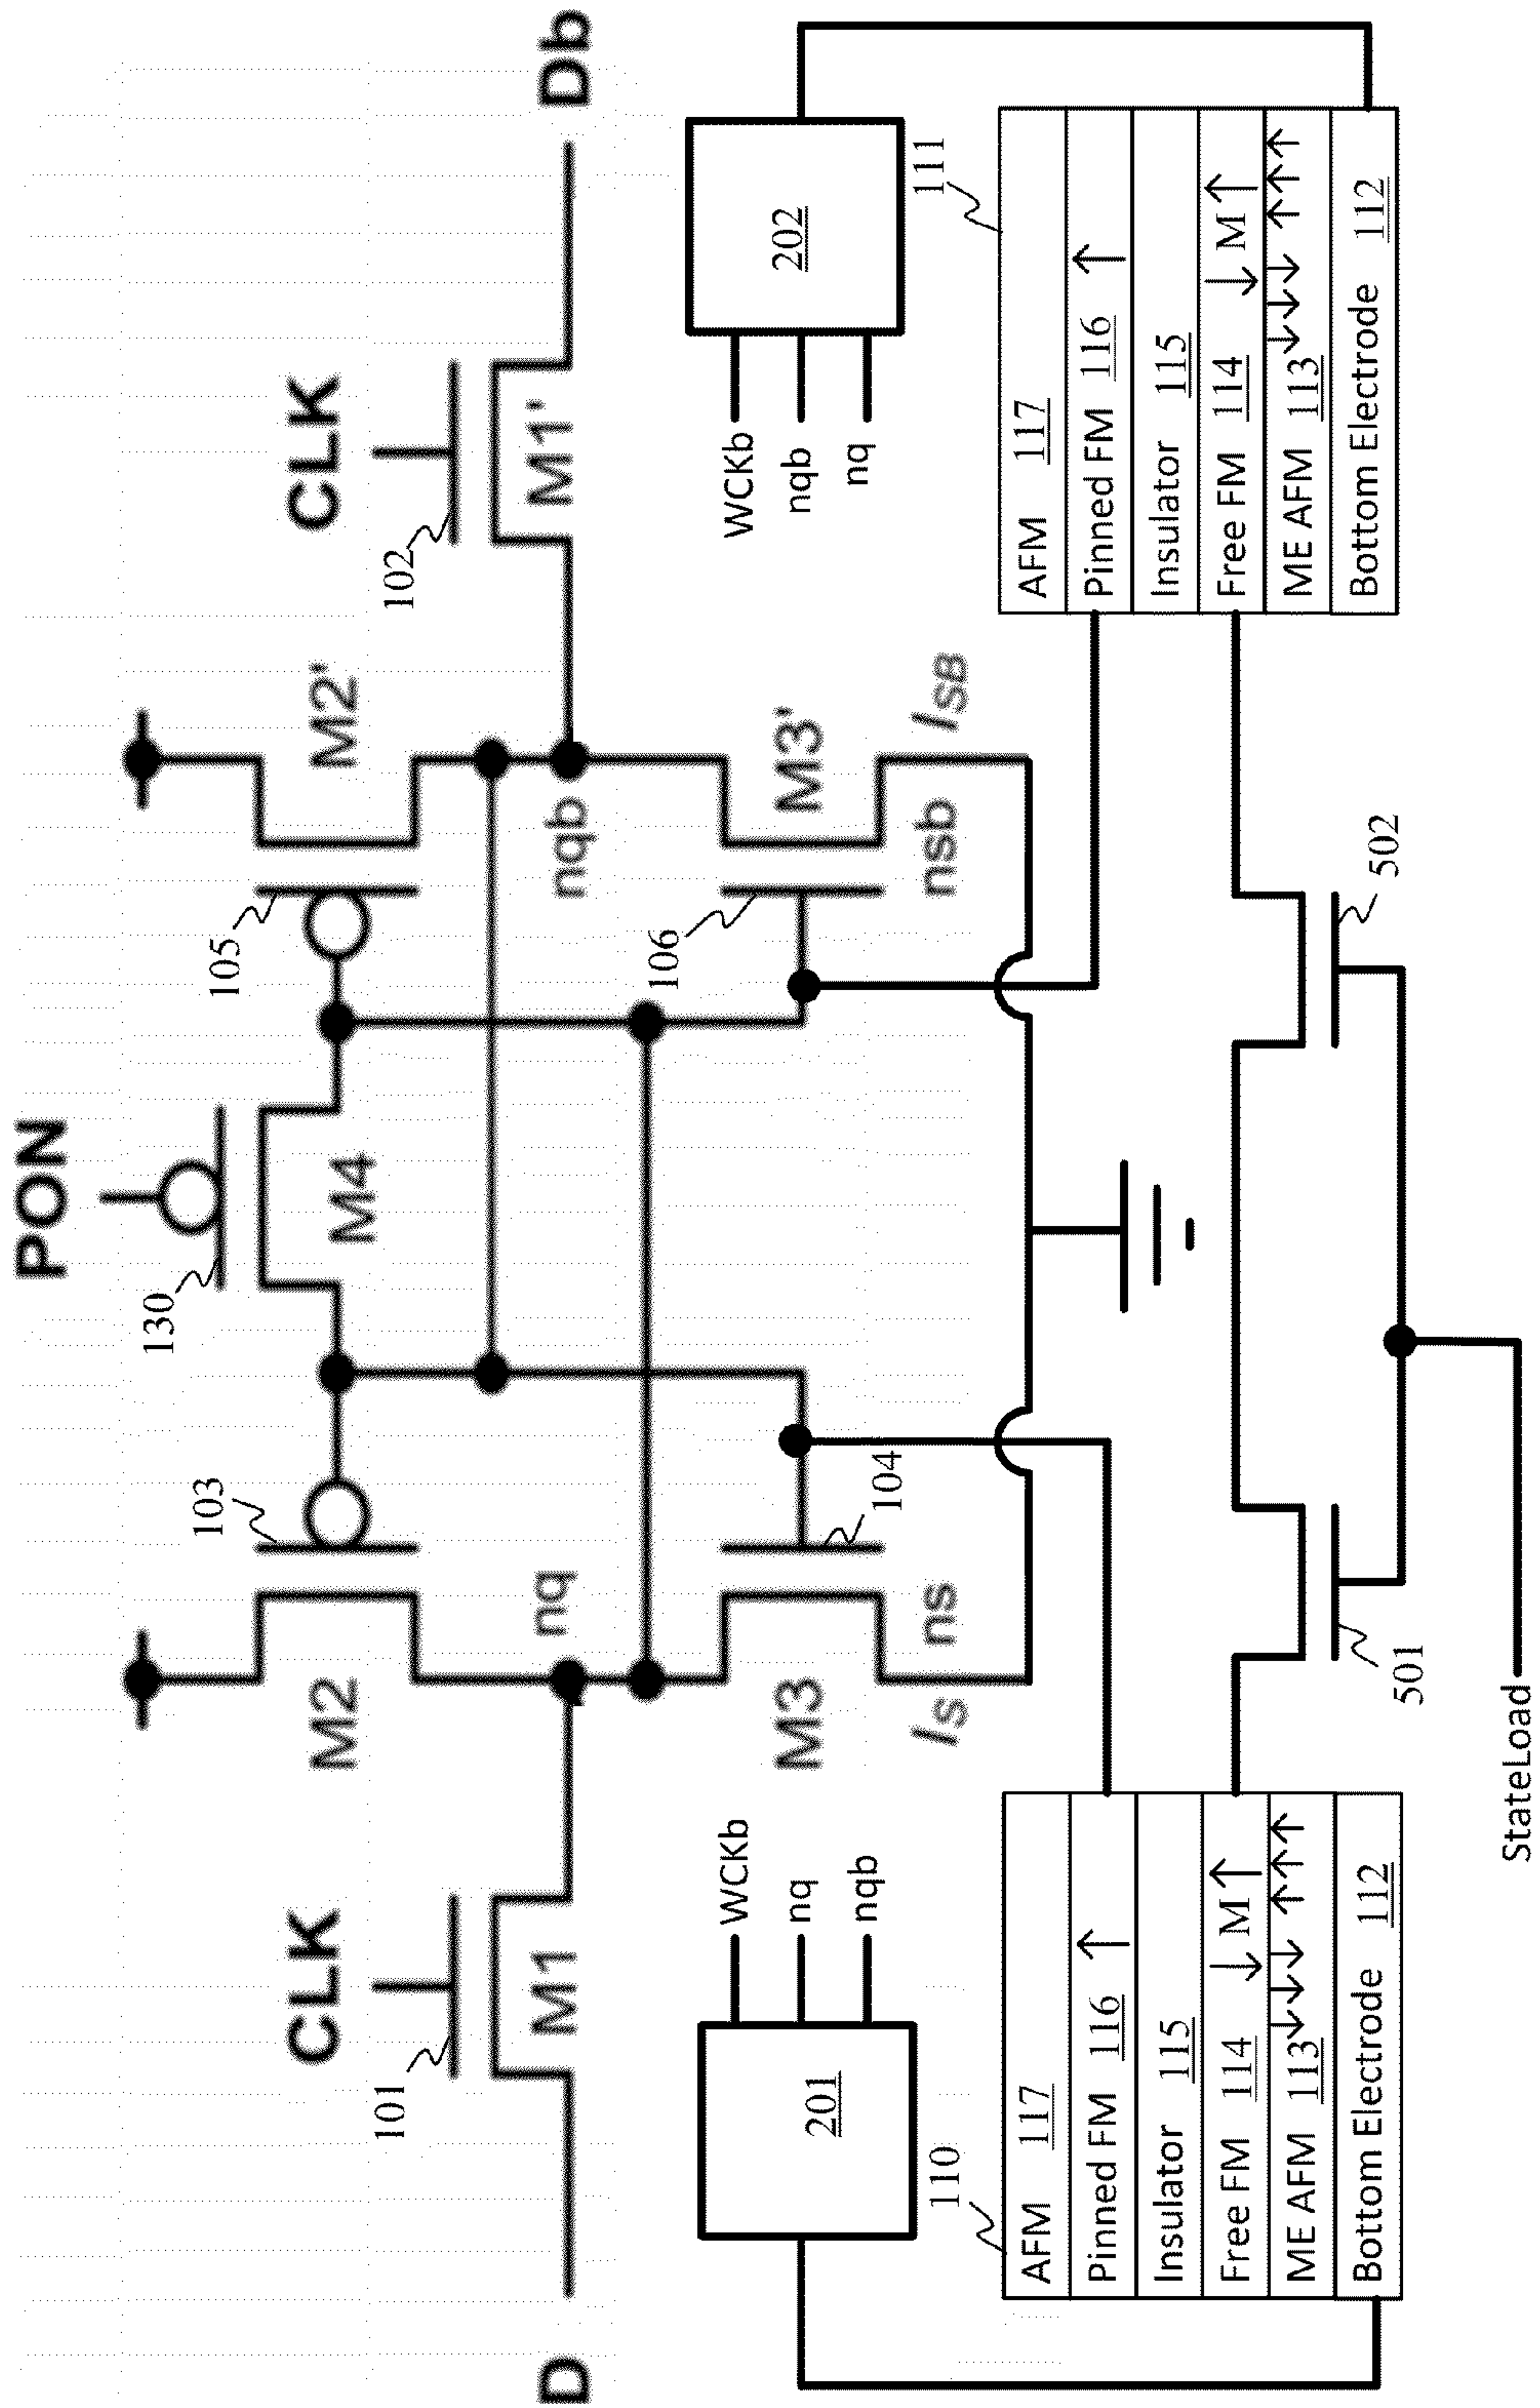 PON
130
M4
CLK
101
M1
D
103
M2
nq
105
M2'
nqb
CLK
102
M1'
Db
M3
104
ns
I_S
106
M3'
nsb
I_SB
201
WCKb
nq
nqb
202
WCKb
nqb
nq
110
AFM 117
Pinned FM 116 ↑
Insulator 115
Free FM 114 ↓ M ↑
ME AFM 113 ↓↓↓ ↑↑↑
Bottom Electrode 112
111
AFM 117
Pinned FM 116 ↑
Insulator 115
Free FM 114 ↓ M ↑
ME AFM 113 ↓↓↓ ↑↑↑
Bottom Electrode 112
501
502
StateLoad